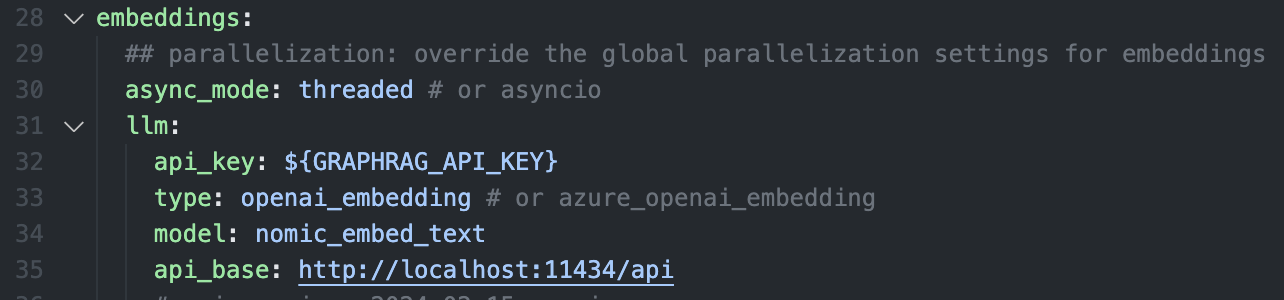 28 embeddings:
29 ## parallelization: override the global parallelization settings for embeddings
30 async_mode: threaded # or asyncio
31 llm:
32 api_key: ${GRAPHRAG_API_KEY}
33 type: openai_embedding # or azure_openai_embedding
34 model: nomic_embed_text
35 api_base: http://localhost:11434/api